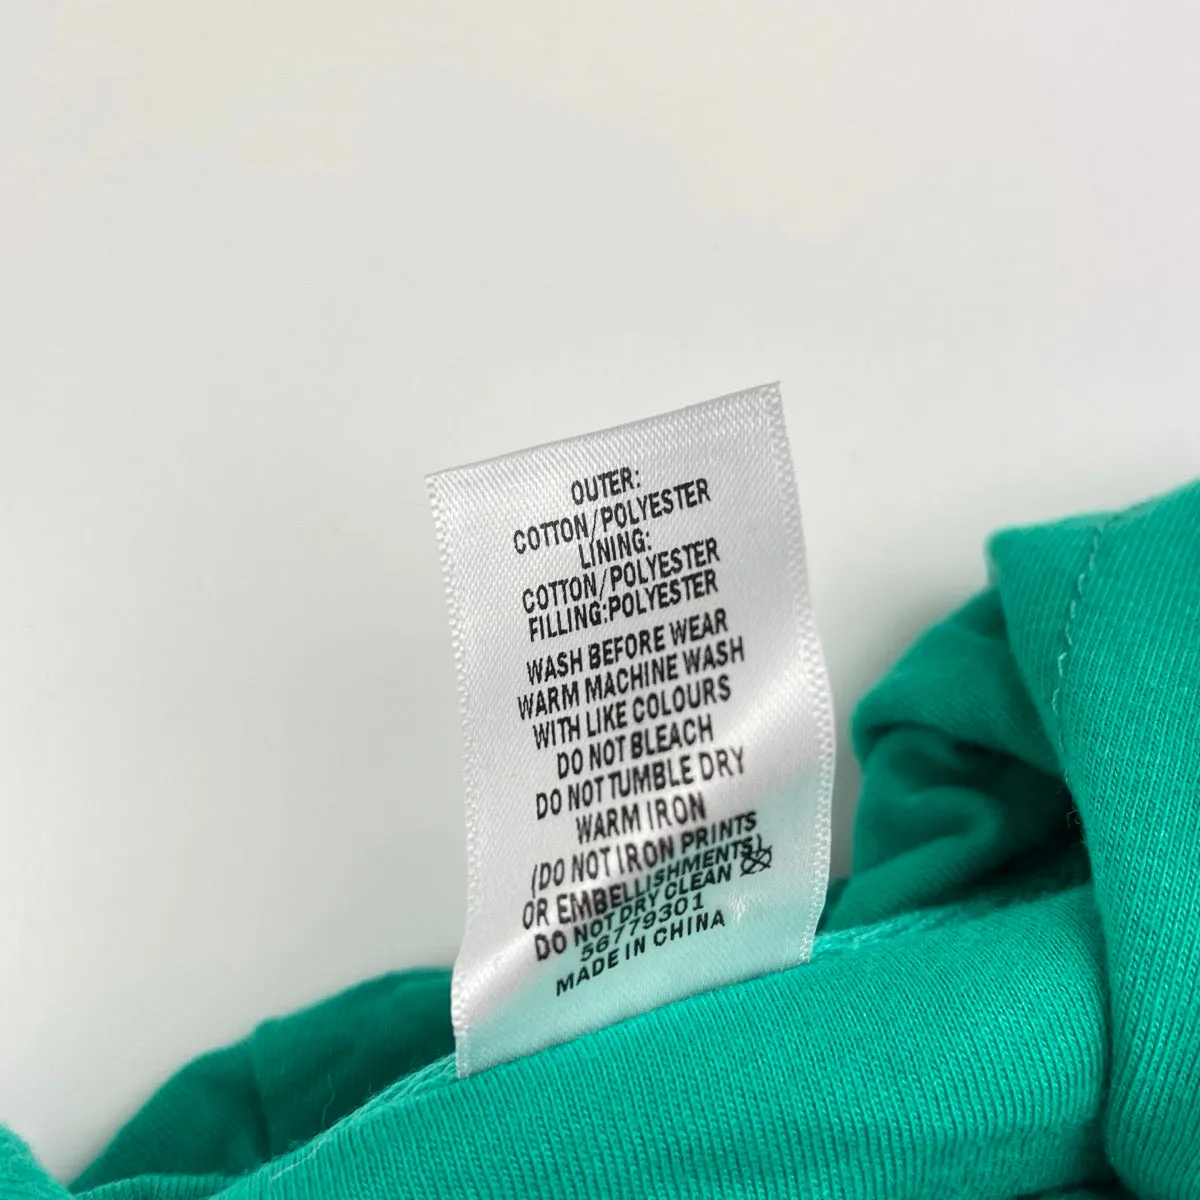 OUTER:
COTTON/POLYESTER
LINING:
COTTON/POLYESTER
FILLING:POLYESTER
WASH BEFORE WEAR
WARM MACHINE WASH
WITH LIKE COLOURS
DO NOT BLEACH
DO NOT TUMBLE DRY
WARM IRON
(DO NOT IRON PRINTS
OR EMBELLISHMENTS)
DO NOT DRY CLEAN
56779301
MADE IN CHINA